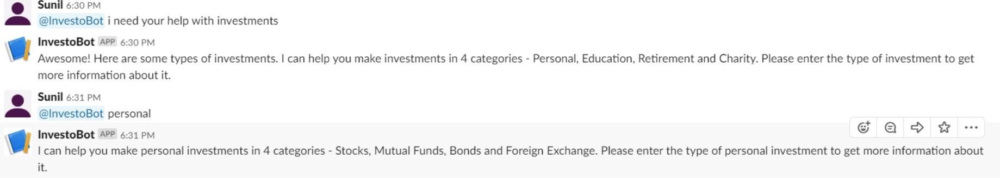 Sunil 6:30 PM
@InvestoBot i need your help with investments
InvestoBot APP 6:30 PM
Awesome! Here are some types of investments. I can help you make investments in 4 categories - Personal, Education, Retirement and Charity. Please enter the type of investment to get
more information about it.
Sunil 6:31 PM
@InvestoBot personal
InvestoBot APP 6:31 PM
I can help you make personal investments in 4 categories - Stocks, Mutual Funds, Bonds and Foreign Exchange. Please enter the type of personal investment to get more information about
it.